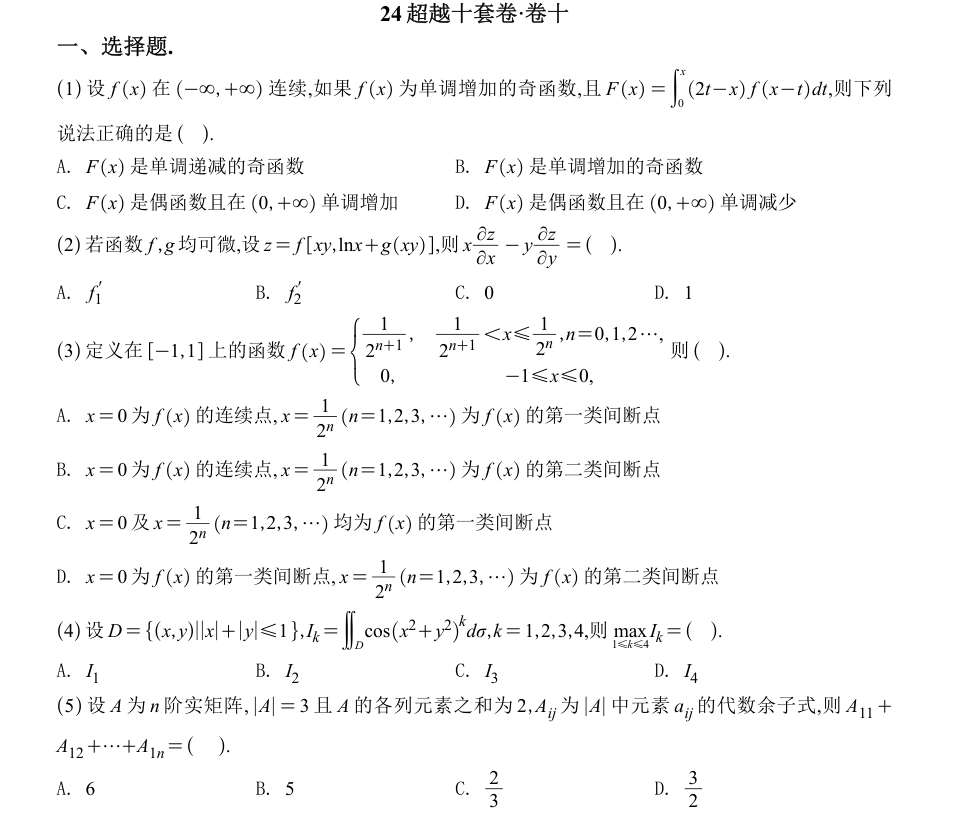 24超越十套卷·卷十
一、选择题.
(1) 设 f(x) 在 (−∞,+∞) 连续,如果 f(x) 为单调增加的奇函数,且 F(x) = ∫₀ˣ (2t−x)f(x−t)dt,则下列
说法正确的是 ( ).
A. F(x) 是单调递减的奇函数 B. F(x) 是单调增加的奇函数
C. F(x) 是偶函数且在 (0,+∞) 单调增加 D. F(x) 是偶函数且在 (0,+∞) 单调减少
(2) 若函数 f,g 均可微,设 z = f[xy,lnx+g(xy)],则 x ∂z/∂x − y ∂z/∂y = ( ).
A. f₁′ B. f₂′ C. 0 D. 1
(3) 定义在 [−1,1] 上的函数 f(x) = { 1/2ⁿ⁺¹, 1/2ⁿ⁺¹ < x ⩽ 1/2ⁿ, n=0,1,2⋯, 0, −1⩽x⩽0, 则 ( ).
A. x=0 为 f(x) 的连续点, x = 1/2ⁿ (n=1,2,3,⋯) 为 f(x) 的第一类间断点
B. x=0 为 f(x) 的连续点, x = 1/2ⁿ (n=1,2,3,⋯) 为 f(x) 的第二类间断点
C. x=0 及 x = 1/2ⁿ (n=1,2,3,⋯) 均为 f(x) 的第一类间断点
D. x=0 为 f(x) 的第一类间断点, x = 1/2ⁿ (n=1,2,3,⋯) 为 f(x) 的第二类间断点
(4) 设 D = {(x,y)||x|+|y|⩽1}, I_k = ∬_D cos(x²+y²)ᵏdσ, k=1,2,3,4,则 max_{1⩽k⩽4} I_k = ( ).
A. I₁ B. I₂ C. I₃ D. I₄
(5) 设 A 为 n 阶实矩阵, |A| = 3 且 A 的各列元素之和为 2, A_ij 为 |A| 中元素 a_ij 的代数余子式,则 A₁₁ +
A₁₂ + ⋯ + A₁ₙ = ( ).
A. 6 B. 5 C. 2/3 D. 3/2